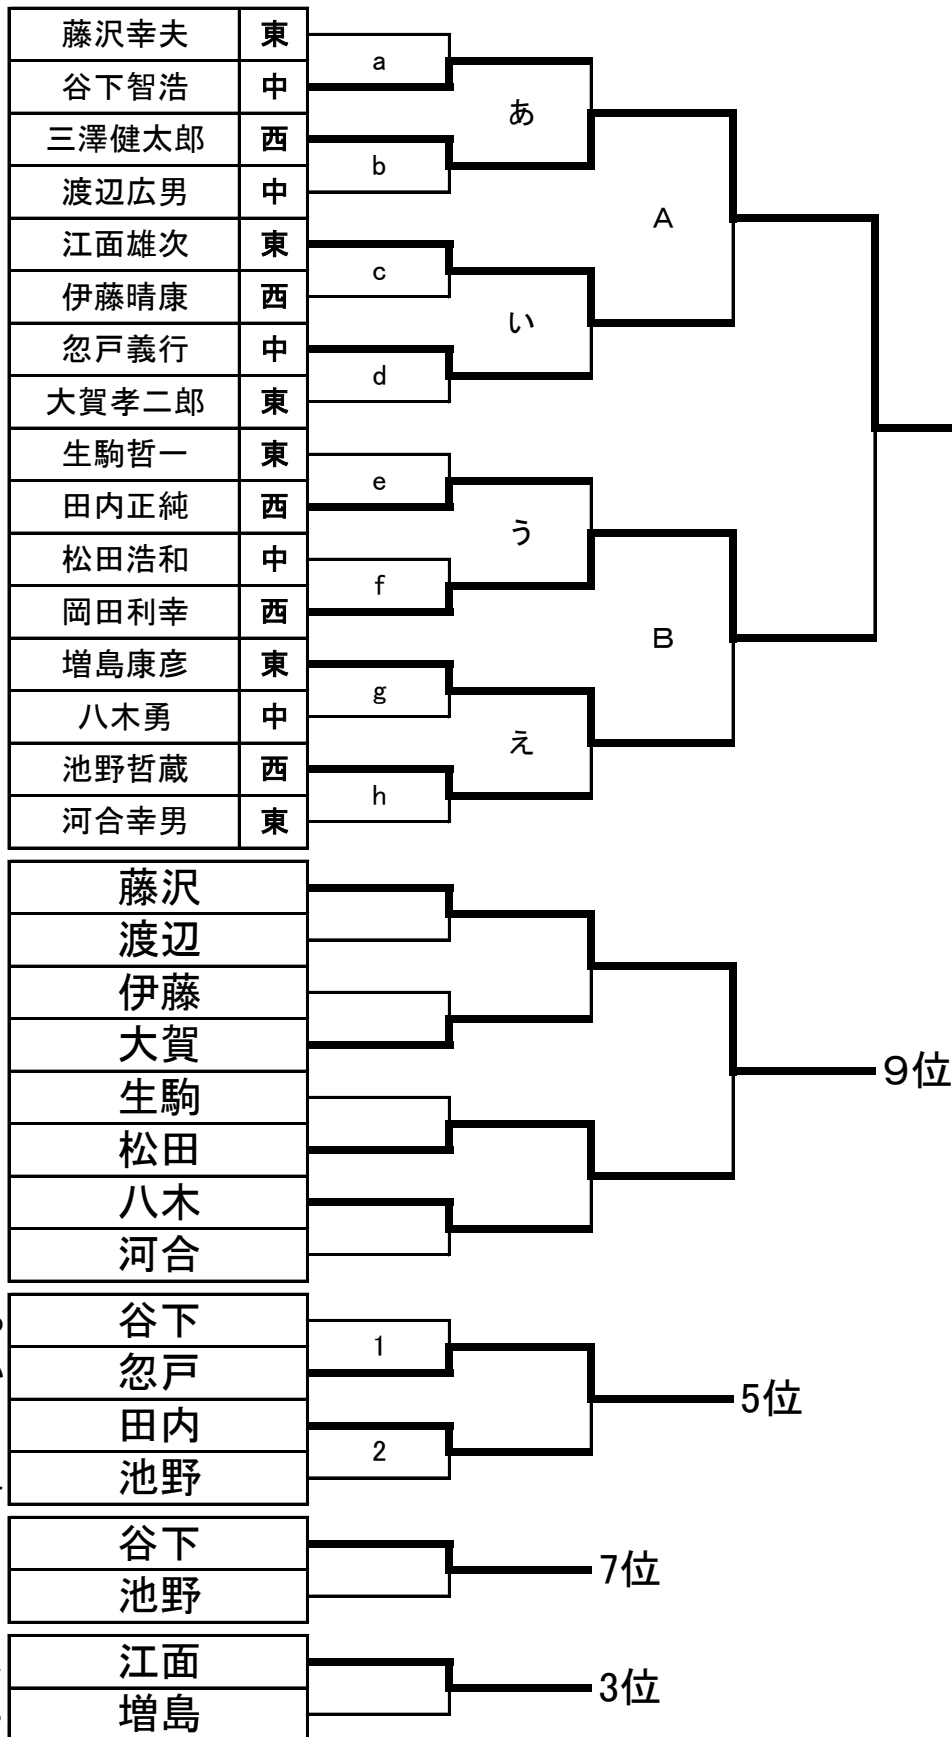 藤沢幸夫 東
a
谷下智浩 中
あ
三澤健太郎 西
b
渡辺広男 中
A
江面雄次 東
c
伊藤晴康 西
い
忽戸義行 中
d
大賀孝二郎 東
生駒哲一 東
e
田内正純 西
う
松田浩和 中
f
岡田利幸 西
B
増島康彦 東
g
八木勇 中
え
池野哲蔵 西
h
河合幸男 東
藤沢
渡辺
伊藤
大賀
9位
生駒
松田
八木
河合
谷下
1
忽戸
5位
田内
2
池野
谷下
7位
池野
江面
3位
増島